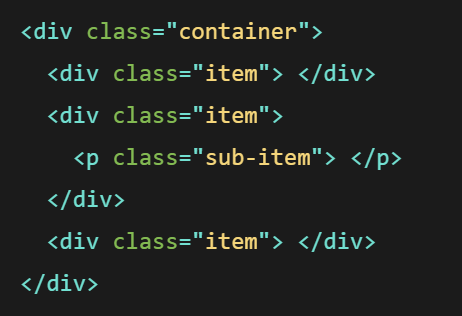 <div class="container">
  <div class="item"> </div>
  <div class="item">
    <p class="sub-item"> </p>
  </div>
  <div class="item"> </div>
</div>